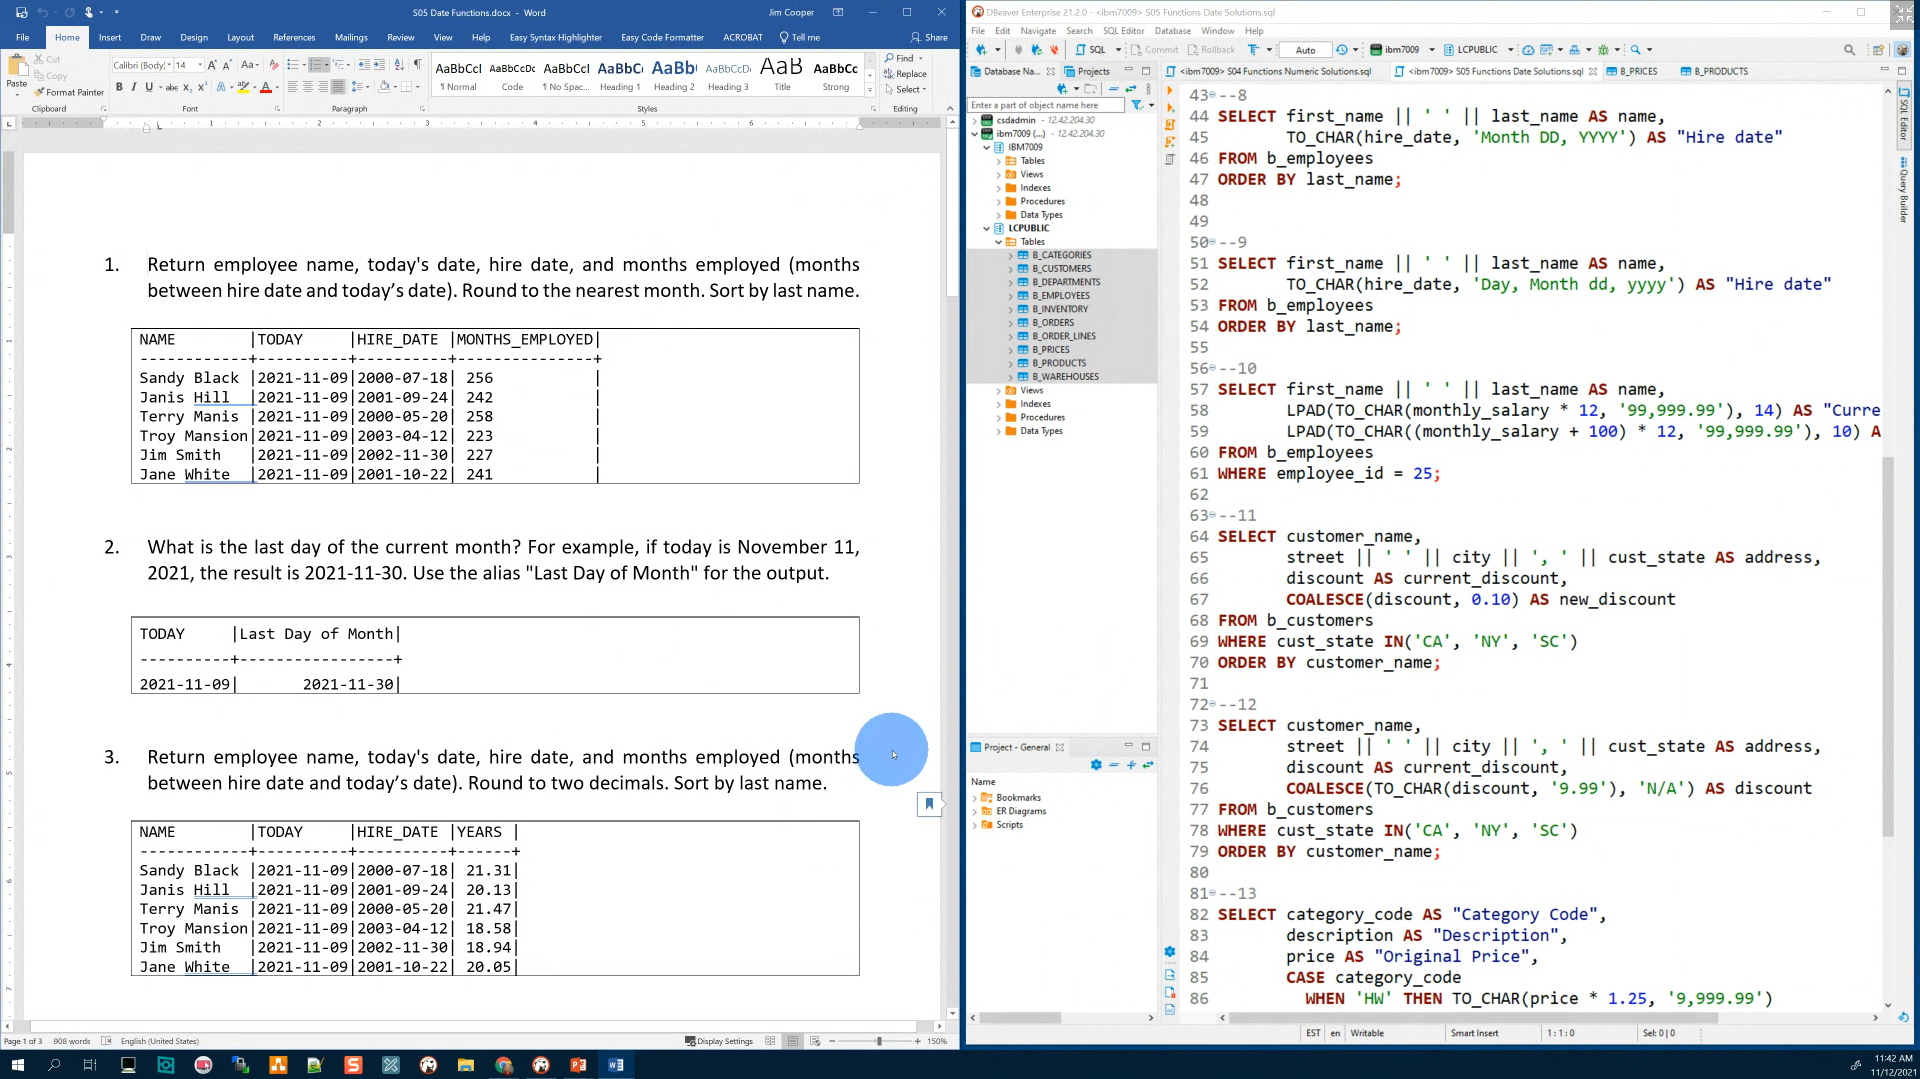 S05 Date Functions.docx - Word
Jim Cooper
File Home Insert Draw Design Layout References Mailings Review View Help Easy Syntax Highlighter Easy Code Formatter ACROBAT Tell me Share
Paste
Cut
Copy
Format Painter
Clipboard
Calibri (Body) 14
Font
Paragraph
AaBbCcI AaBbCcDc AaBbCcI AaBbC AaBbC AaBbCcD AaB AaBbCc
¶ Normal Code ¶ No Spac... Heading 1 Heading 2 Heading 3 Title Strong
Styles
Find
Replace
Select
Editing
1. Return employee name, today's date, hire date, and months employed (months
between hire date and today's date). Round to the nearest month. Sort by last name.
NAME |TODAY |HIRE_DATE |MONTHS_EMPLOYED|
------------+----------+----------+---------------+
Sandy Black |2021-11-09|2000-07-18| 256 |
Janis Hill |2021-11-09|2001-09-24| 242 |
Terry Manis |2021-11-09|2000-05-20| 258 |
Troy Mansion|2021-11-09|2003-04-12| 223 |
Jim Smith |2021-11-09|2002-11-30| 227 |
Jane White |2021-11-09|2001-10-22| 241 |
2. What is the last day of the current month? For example, if today is November 11,
2021, the result is 2021-11-30. Use the alias "Last Day of Month" for the output.
TODAY |Last Day of Month|
----------+-----------------+
2021-11-09| 2021-11-30|
3. Return employee name, today's date, hire date, and months employed (months
between hire date and today's date). Round to two decimals. Sort by last name.
NAME |TODAY |HIRE_DATE |YEARS |
------------+----------+----------+------+
Sandy Black |2021-11-09|2000-07-18| 21.31|
Janis Hill |2021-11-09|2001-09-24| 20.13|
Terry Manis |2021-11-09|2000-05-20| 21.47|
Troy Mansion|2021-11-09|2003-04-12| 18.58|
Jim Smith |2021-11-09|2002-11-30| 18.94|
Jane White |2021-11-09|2001-10-22| 20.05|
Page 1 of 3 908 words English (United States) Display Settings 150%
DBeaver Enterprise 21.2.0 - <ibm7009> S05 Functions Date Solutions.sql
File Edit Navigate Search SQL Editor Database Window Help
SQL Commit Rollback Auto ibm7009 LCPUBLIC
Database Na... Projects
Enter a part of object name here
csdadmin - 12.42.204.30
ibm7009 (...) - 12.42.204.30
IBM7009
Tables
Views
Indexes
Procedures
Data Types
LCPUBLIC
Tables
B_CATEGORIES
B_CUSTOMERS
B_DEPARTMENTS
B_EMPLOYEES
B_INVENTORY
B_ORDERS
B_ORDER_LINES
B_PRICES
B_PRODUCTS
B_WAREHOUSES
Views
Indexes
Procedures
Data Types
Project - General
Name
Bookmarks
ER Diagrams
Scripts
<ibm7009> S04 Functions Numeric Solutions.sql <ibm7009> S05 Functions Date Solutions.sql B_PRICES B_PRODUCTS
43 --8
44 SELECT first_name || ' ' || last_name AS name,
45 TO_CHAR(hire_date, 'Month DD, YYYY') AS "Hire date"
46 FROM b_employees
47 ORDER BY last_name;
48
49
50 --9
51 SELECT first_name || ' ' || last_name AS name,
52 TO_CHAR(hire_date, 'Day, Month dd, yyyy') AS "Hire date"
53 FROM b_employees
54 ORDER BY last_name;
55
56 --10
57 SELECT first_name || ' ' || last_name AS name,
58 LPAD(TO_CHAR(monthly_salary * 12, '99,999.99'), 14) AS "Curre
59 LPAD(TO_CHAR((monthly_salary + 100) * 12, '99,999.99'), 10) A
60 FROM b_employees
61 WHERE employee_id = 25;
62
63 --11
64 SELECT customer_name,
65 street || ' ' || city || ', ' || cust_state AS address,
66 discount AS current_discount,
67 COALESCE(discount, 0.10) AS new_discount
68 FROM b_customers
69 WHERE cust_state IN('CA', 'NY', 'SC')
70 ORDER BY customer_name;
71
72 --12
73 SELECT customer_name,
74 street || ' ' || city || ', ' || cust_state AS address,
75 discount AS current_discount,
76 COALESCE(TO_CHAR(discount, '9.99'), 'N/A') AS discount
77 FROM b_customers
78 WHERE cust_state IN('CA', 'NY', 'SC')
79 ORDER BY customer_name;
80
81 --13
82 SELECT category_code AS "Category Code",
83 description AS "Description",
84 price AS "Original Price",
85 CASE category_code
86 WHEN 'HW' THEN TO_CHAR(price * 1.25, '9,999.99')
SQL Editor
Query Builder
EST en Writable Smart Insert 1 : 1 : 0 Sel: 0 | 0
11:42 AM
11/12/2021